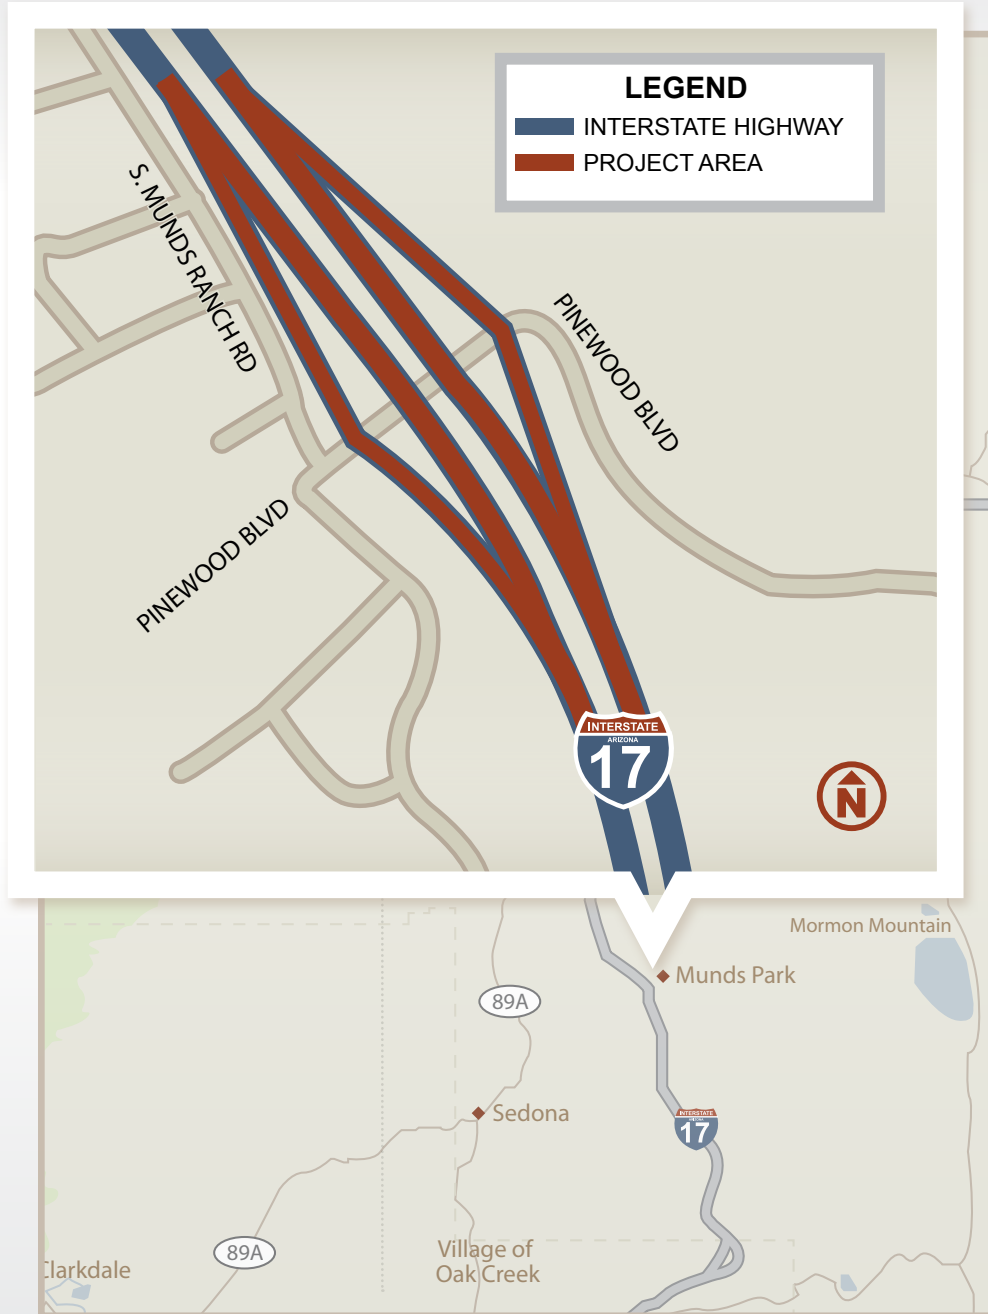 LEGEND
INTERSTATE HIGHWAY
PROJECT AREA
S. MUNDS RANCH RD
PINEWOOD BLVD
PINEWOOD BLVD
INTERSTATE
ARIZONA
17
N
Mormon Mountain
Munds Park
89A
Sedona
INTERSTATE
17
89A
Village of
Oak Creek
Clarkdale